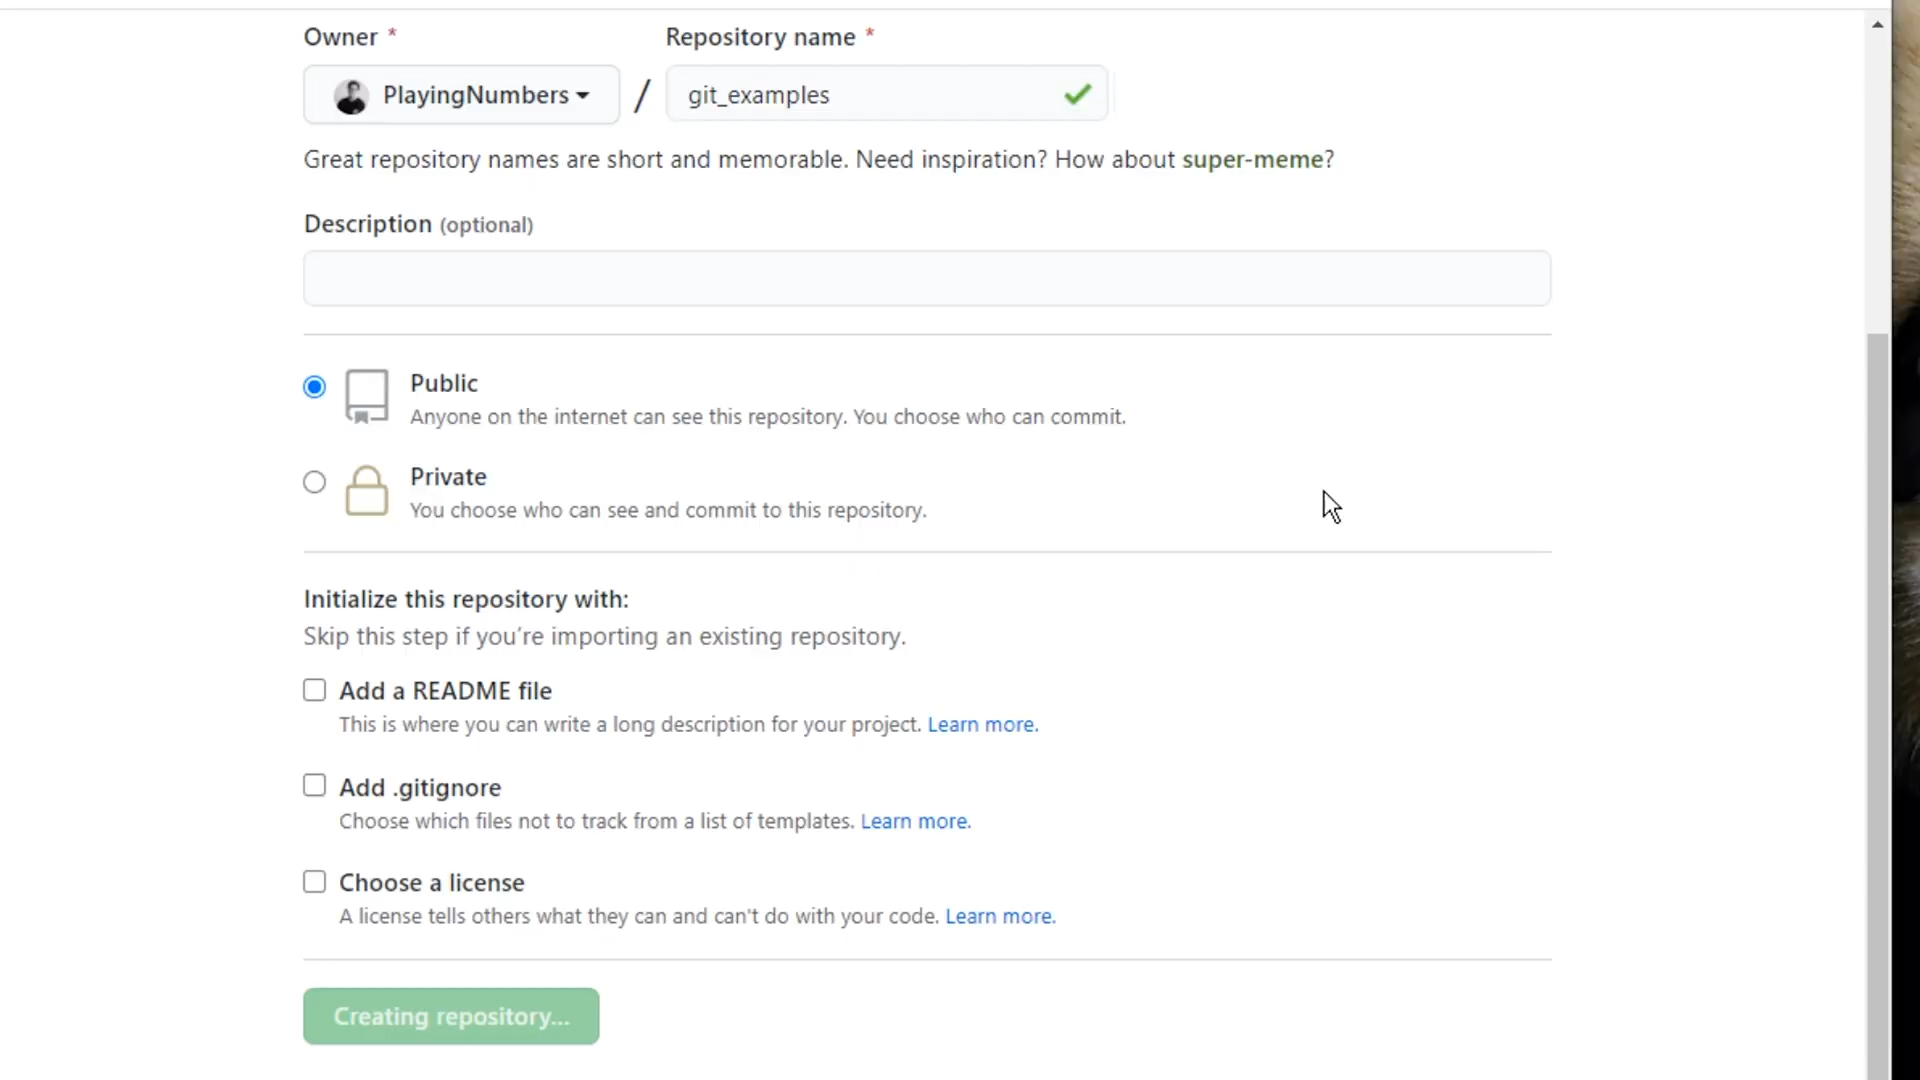 Owner * Repository name *
PlayingNumbers / git_examples
Great repository names are short and memorable. Need inspiration? How about super-meme?
Description (optional)
Public
Anyone on the internet can see this repository. You choose who can commit.
Private
You choose who can see and commit to this repository.
Initialize this repository with:
Skip this step if you’re importing an existing repository.
Add a README file
This is where you can write a long description for your project. Learn more.
Add .gitignore
Choose which files not to track from a list of templates. Learn more.
Choose a license
A license tells others what they can and can't do with your code. Learn more.
Creating repository...